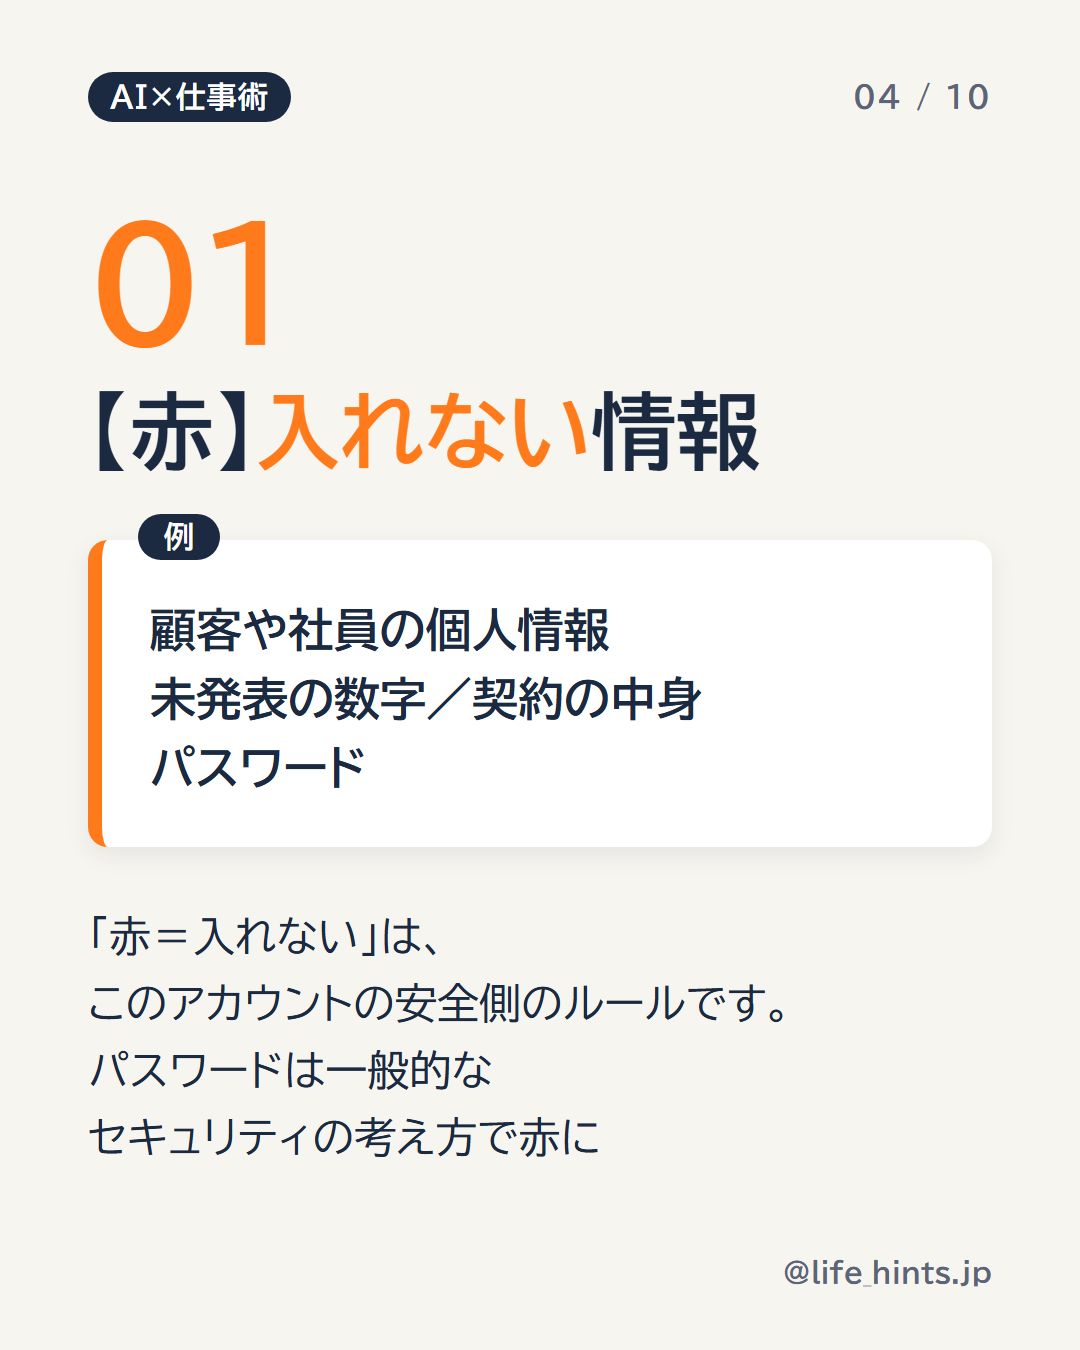 AI×仕事術
04 / 10
01
【赤】入れない情報
例
顧客や社員の個人情報
未発表の数字／契約の中身
パスワード
「赤＝入れない」は、
このアカウントの安全側のルールです。
パスワードは一般的な
セキュリティの考え方で赤に
@life_hints.jp